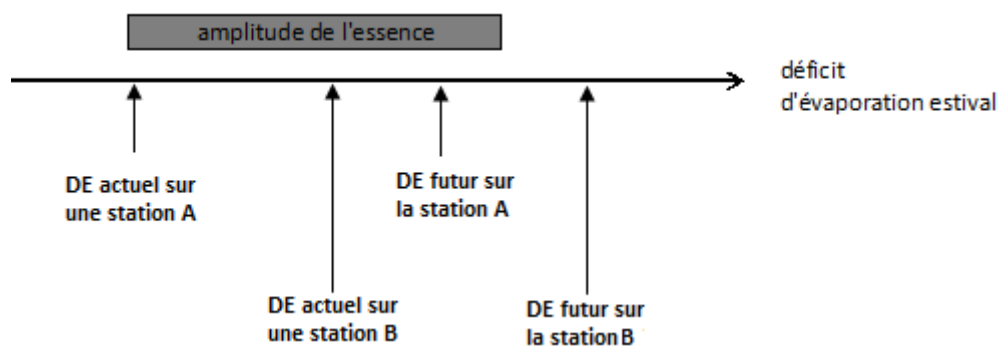 amplitude de l'essence
déficit
d'évaporation estival
DE actuel sur
une station A
DE futur sur
la station A
DE actuel sur
une station B
DE futur sur
la station B